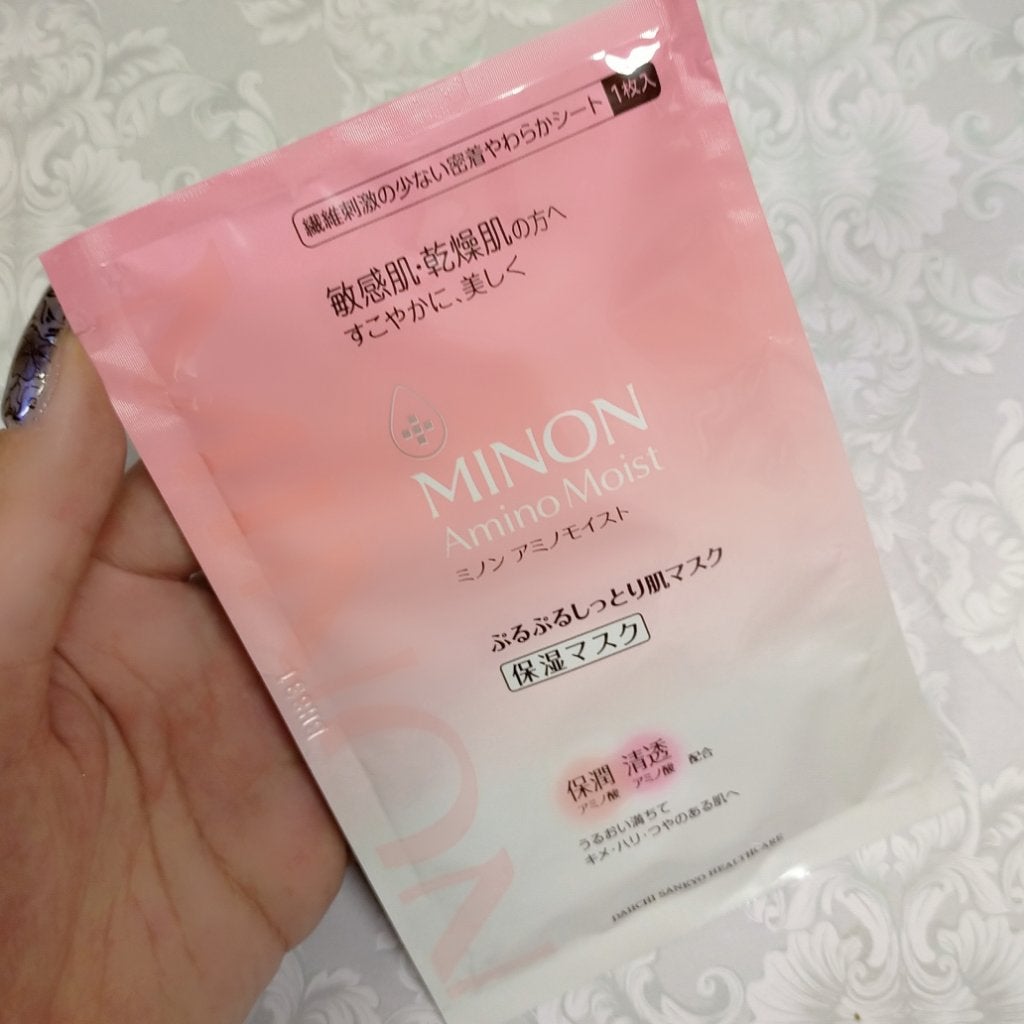 繊維刺激の少ない密着やわらかシート 1枚入
敏感肌・乾燥肌の方へ
すこやかに、美しく
MINON
Amino Moist
ミノン アミノモイスト
ぷるぷるしっとり肌マスク
保湿マスク
保潤 清透 配合
アミノ酸 アミノ酸
うるおい満ちて
キメ・ハリ・つやのある肌へ
DAIICHI SANKYO HEALTHCARE
ION